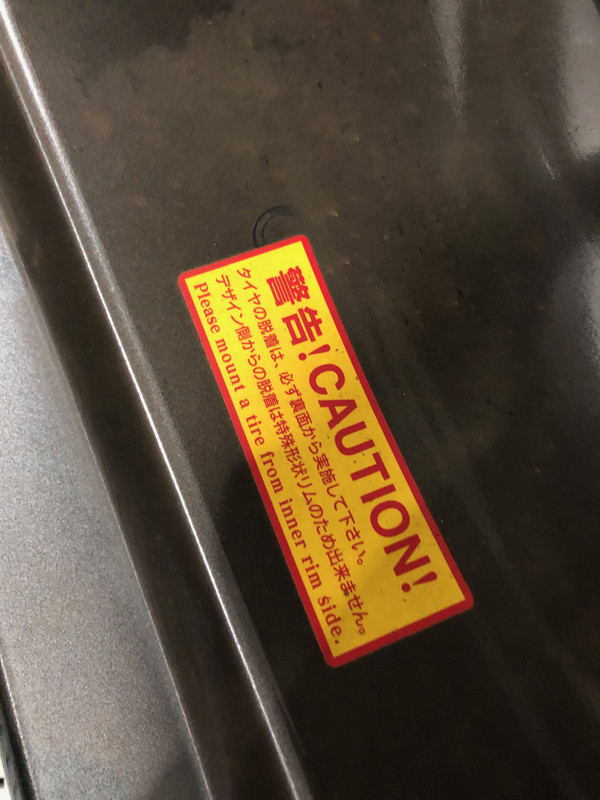 警告!CAUTION!
タイヤの脱着は、必ず裏面から実施して下さい。
デザイン側からの脱着は特殊形状リムのため出来ません。
Please mount a tire from inner rim side.